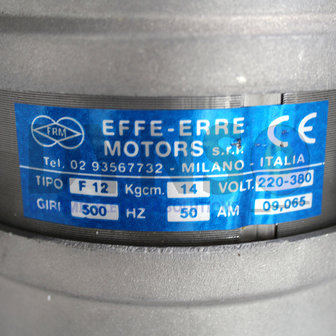 FRM
EFFE-ERRE
MOTORS s.r.l.
CE
Tel. 02 93567732 - MILANO - ITALIA
TIPO F 12 Kgcm. 14 VOLT. 220-380
GIRI 500 HZ 50 AM 09,065